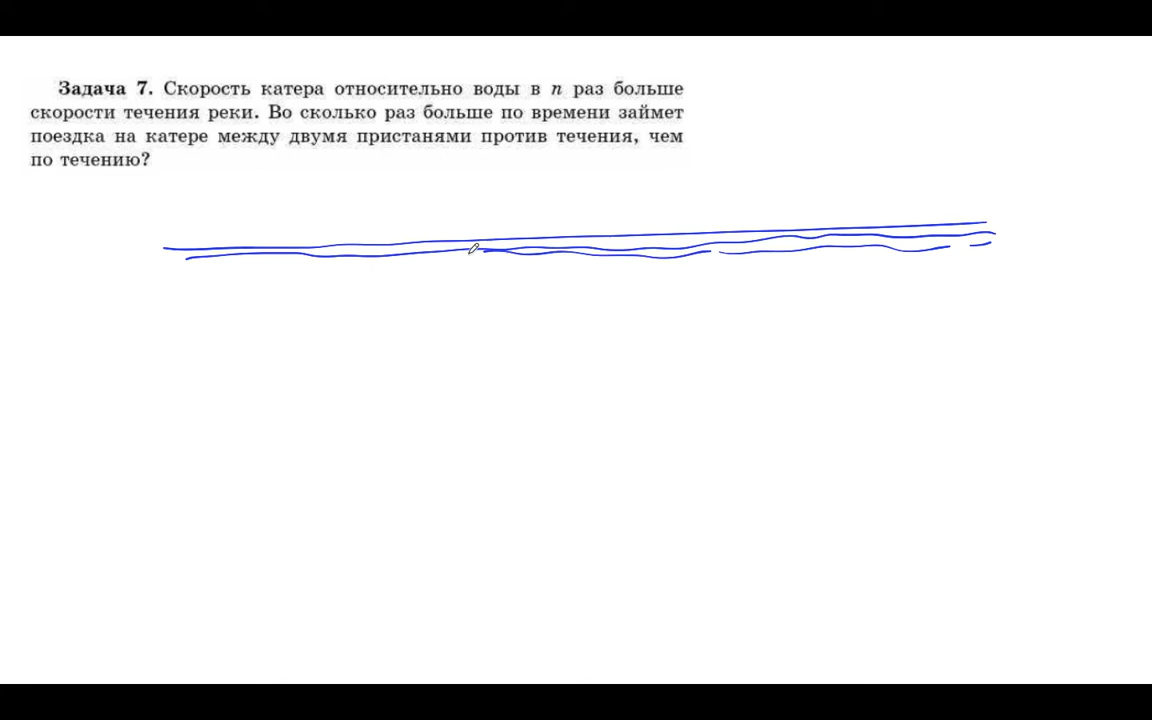 Задача 7. Скорость катера относительно воды в n раз больше
скорости течения реки. Во сколько раз больше по времени займет
поездка на катере между двумя пристанями против течения, чем
по течению?